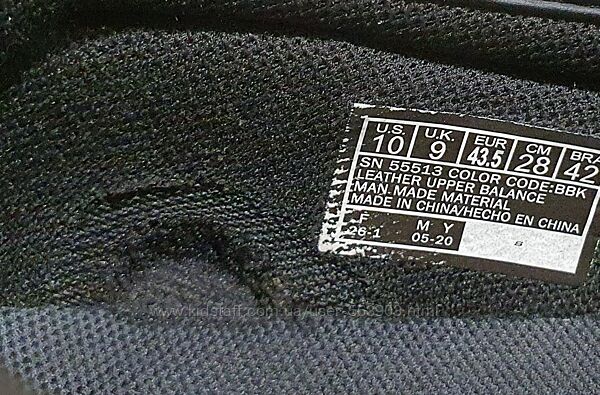 U.S. U.K. EUR CM BRA
10 9 43.5 28 42
SN 55513 COLOR CODE:BBK
LEATHER UPPER BALANCE
MAN MADE MATERIAL
MADE IN CHINA/HECHO EN CHINA
F M Y
26-1 05-20 8